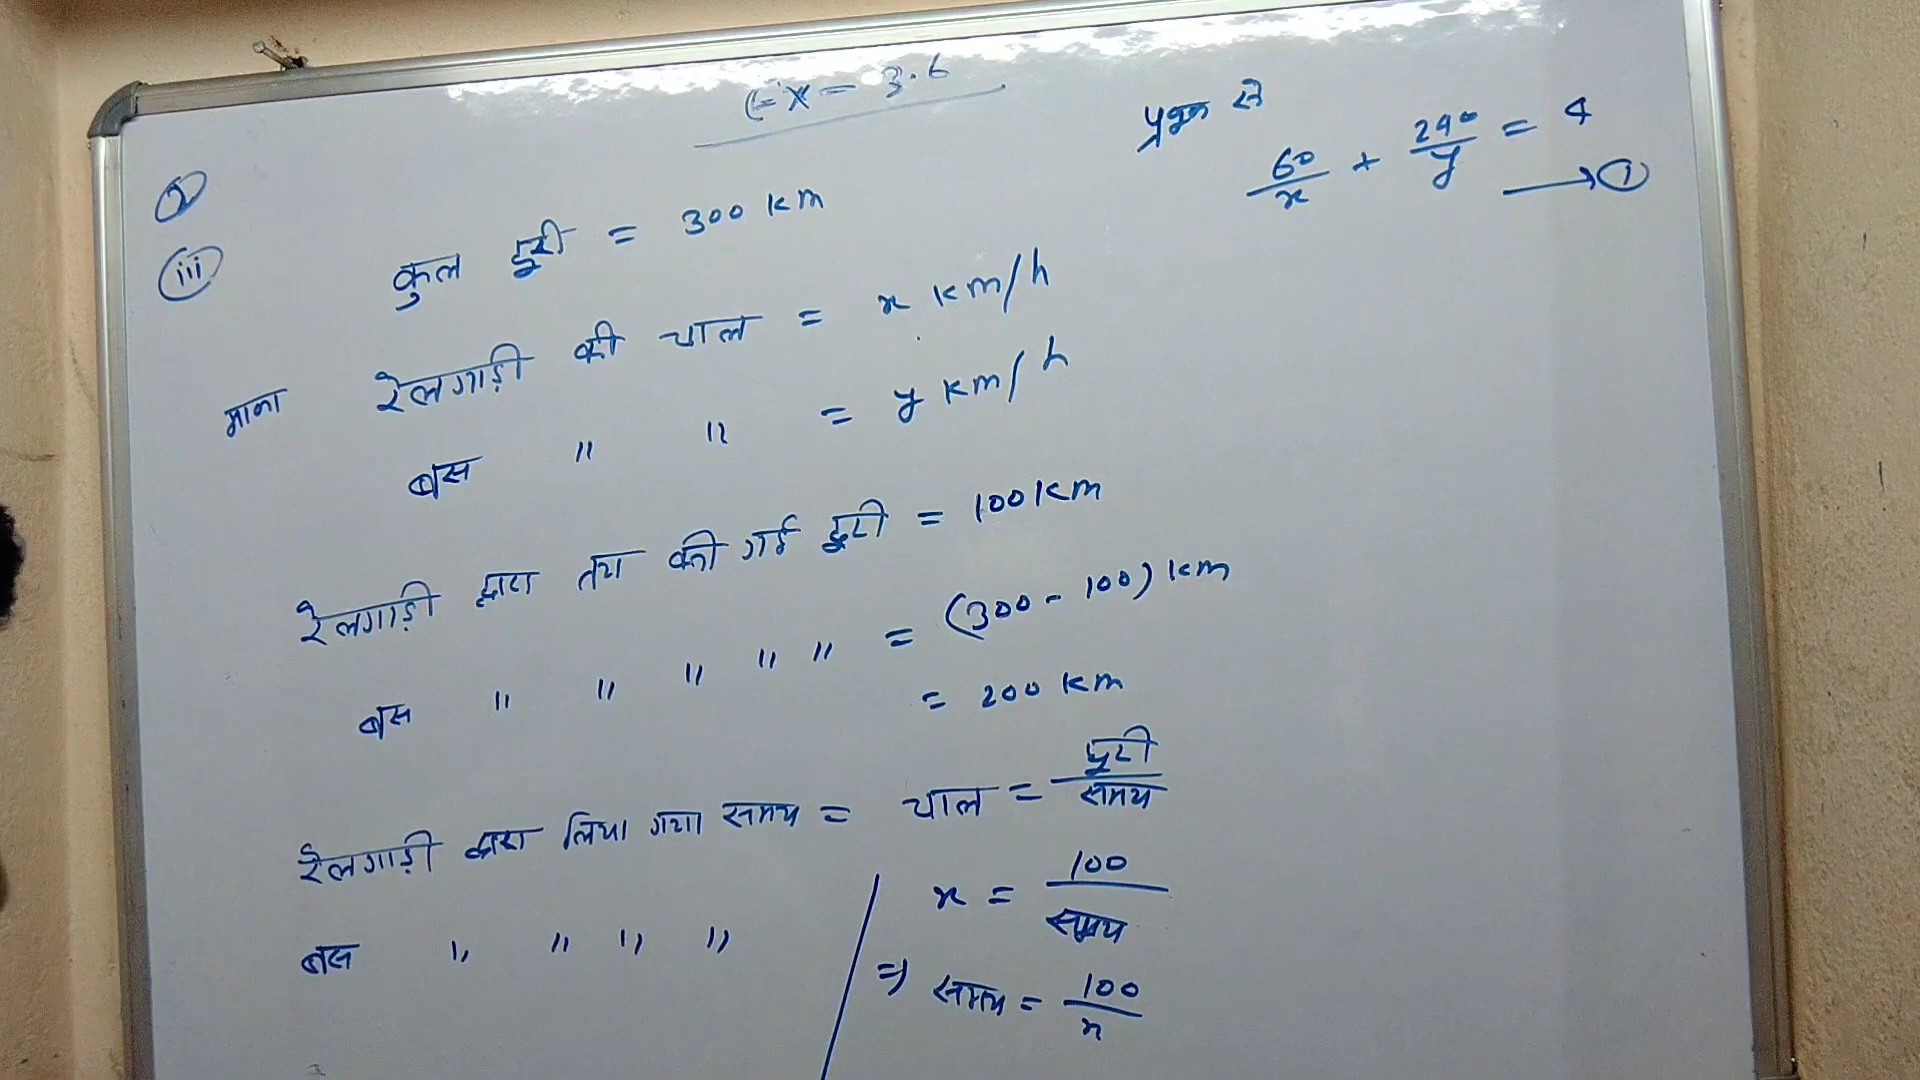 Ex - 3.6
2
iii
कुल दूरी = 300 km
माना रेलगाड़ी की चाल = x km/h
बस " " = y km/h
रेलगाड़ी द्वारा तय की गई दूरी = 100 km
बस " " " " " = (300 - 100) km
= 200 km
रेलगाड़ी द्वारा लिया गया समय = चाल = दूरी/समय
x = 100/समय
बस " " " "
=> समय = 100/x
प्रश्न से
60/x + 240/y = 4
→ 1